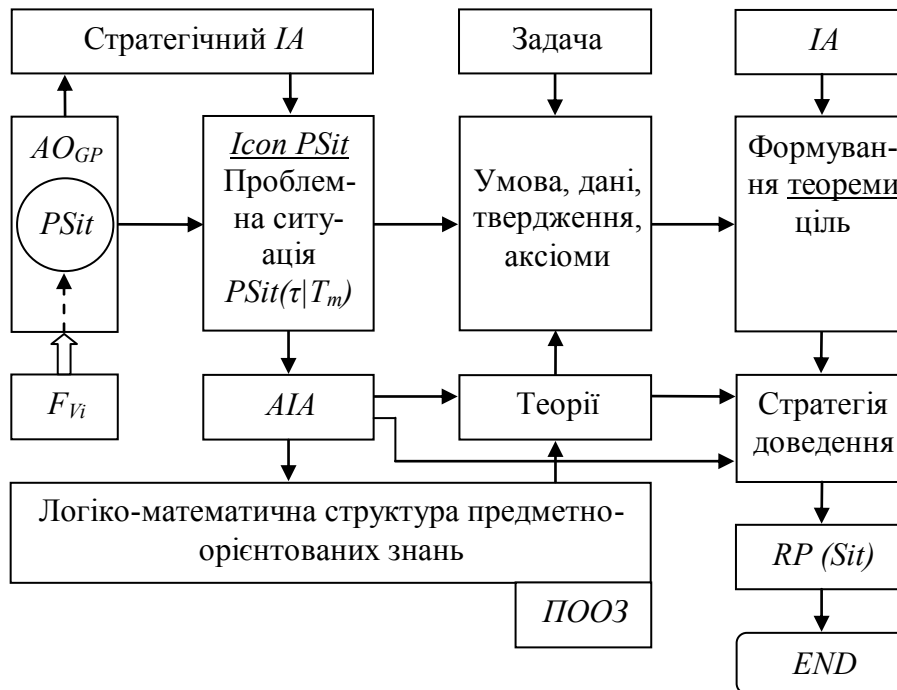 Стратегічний IA
Задача
IA
AO_GP
PSit
Icon PSit
Проблем-
на ситу-
ація
PSit(τ|T_m)
Умова, дані,
твердження,
аксіоми
Формуван-
ня теореми
ціль
F_Vi
AIA
Теорії
Стратегія
доведення
Логіко-математична структура предметно-
орієнтованих знань
ПООЗ
RP (Sit)
END